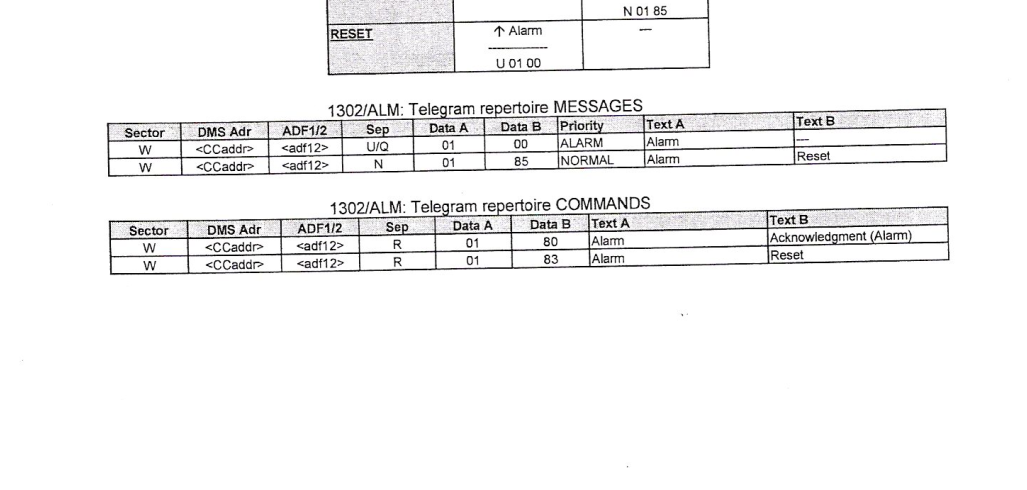 N 01 85
RESET ↑ Alarm —
U 01 00
1302/ALM: Telegram repertoire MESSAGES
Sector DMS Adr ADF1/2 Sep Data A Data B Priority Text A Text B
W <CCaddr> <adf12> U/Q 01 00 ALARM Alarm ---
W <CCaddr> <adf12> N 01 85 NORMAL Alarm Reset
1302/ALM: Telegram repertoire COMMANDS
Sector DMS Adr ADF1/2 Sep Data A Data B Text A Text B
W <CCaddr> <adf12> R 01 80 Alarm Acknowledgment (Alarm)
W <CCaddr> <adf12> R 01 83 Alarm Reset